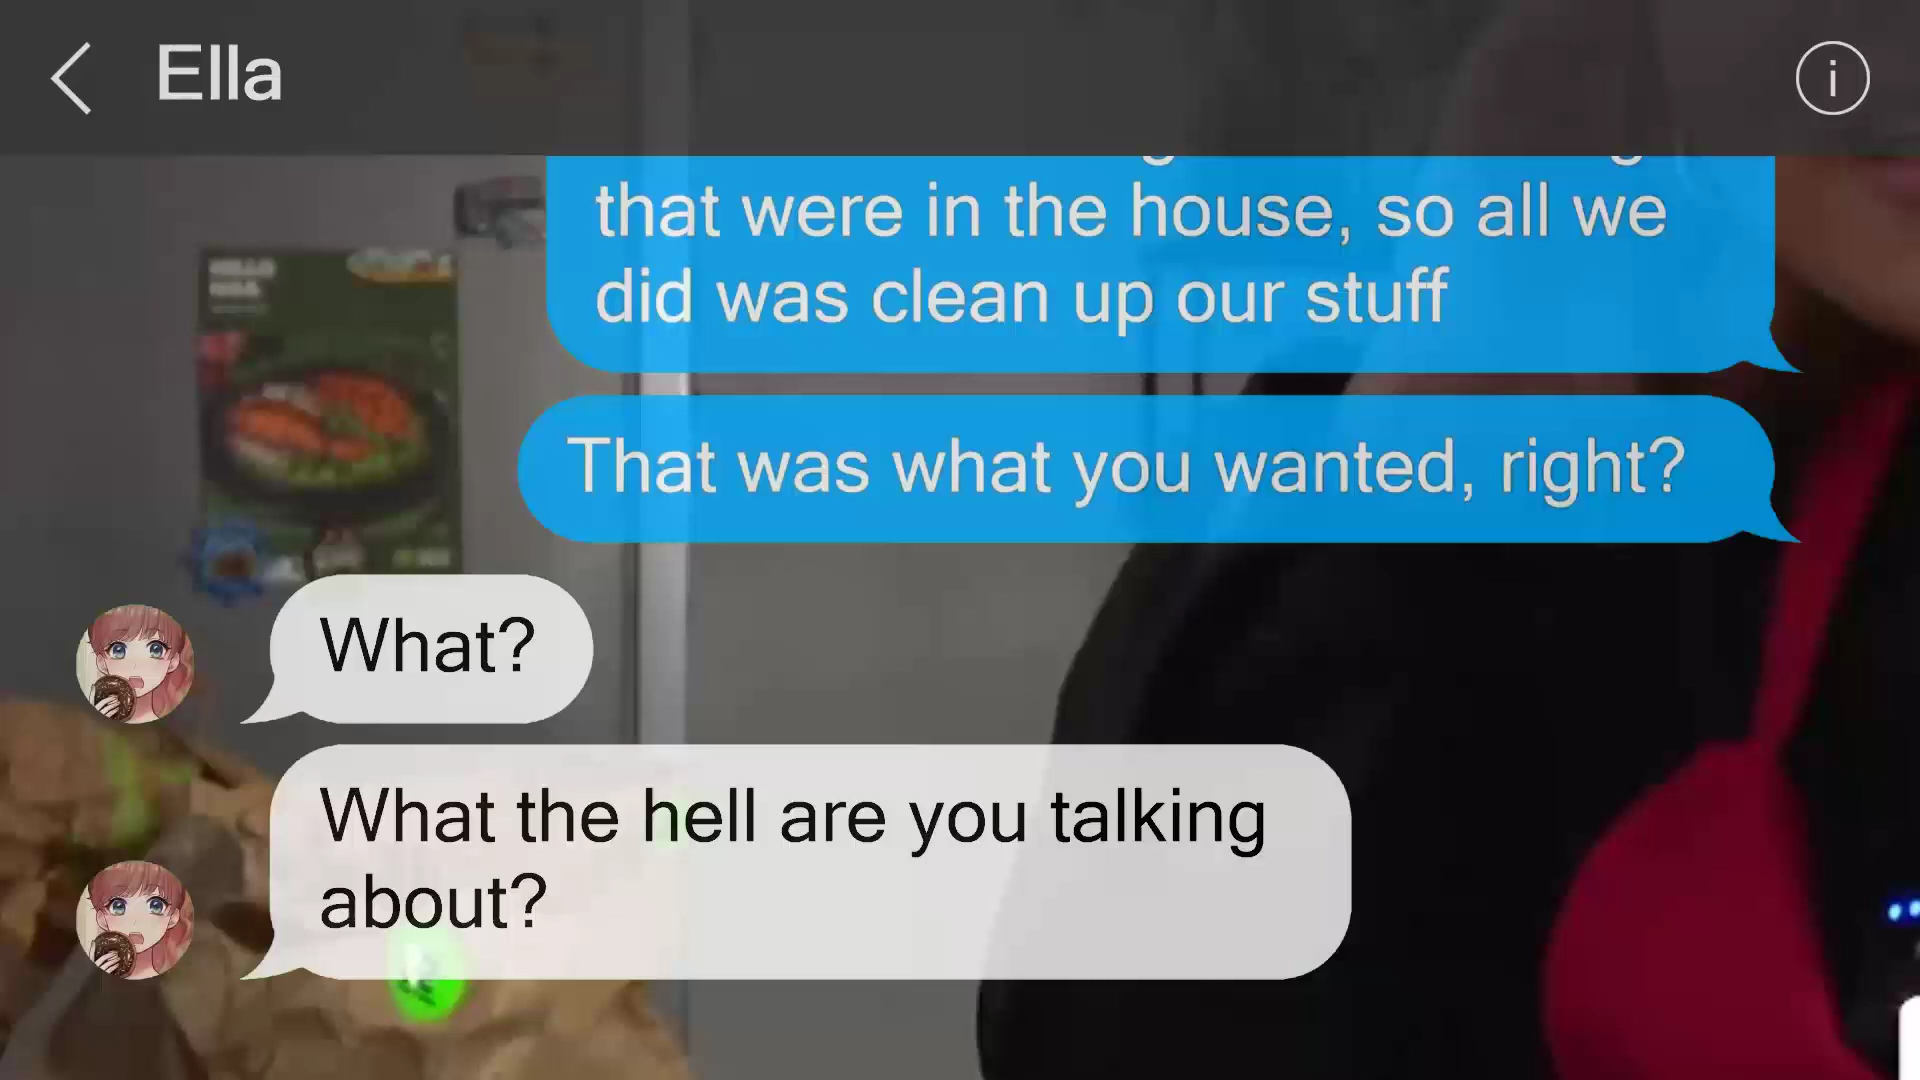 Ella
that were in the house, so all we
did was clean up our stuff
That was what you wanted, right?
What?
What the hell are you talking
about?